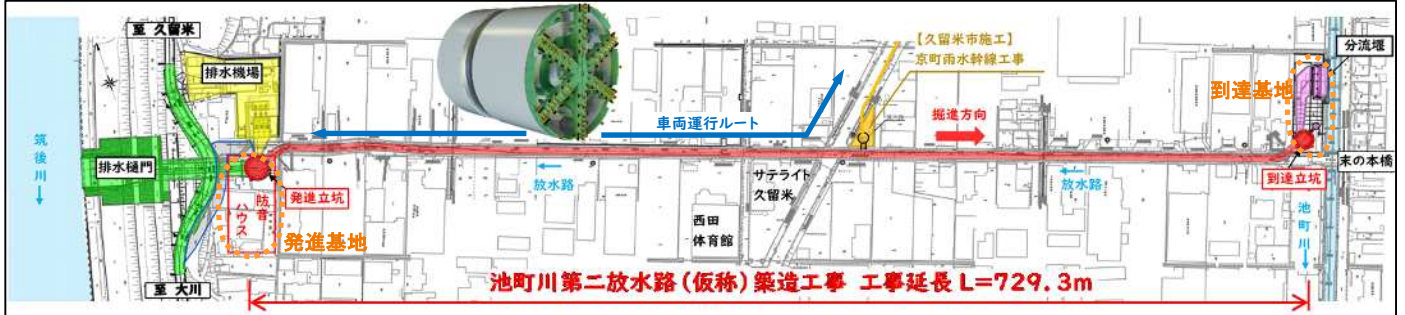 至 久留米
排水機場
筑後川
排水樋門
発進立坑
防音
ハウス
発進基地
至 大川
車両運行ルート
放水路
【久留米市施工】
京町雨水幹線工事
掘進方向
サテライト
久留米
西田
体育館
放水路
分流堰
到達基地
末の本橋
到達立坑
池町川
池町川第二放水路(仮称)築造工事 工事延長 L=729.3m